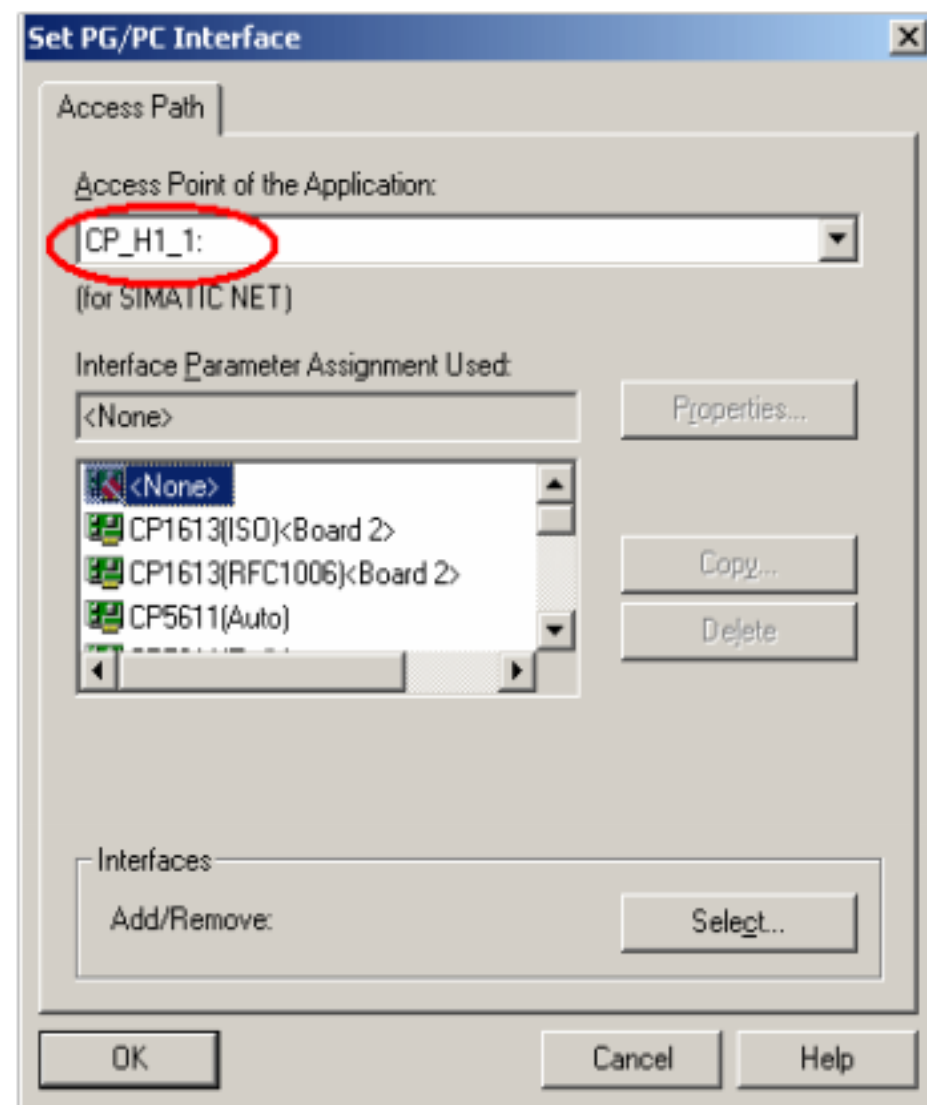 Set PG/PC Interface
Access Path
Access Point of the Application:
CP_H1_1:
(for SIMATIC NET)
Interface Parameter Assignment Used:
<None>
Properties...
<None>
CP1613(ISO)<Board 2>
CP1613(RFC1006)<Board 2>
CP5611(Auto)
Copy...
Delete
Interfaces
Add/Remove:
Select...
OK
Cancel
Help